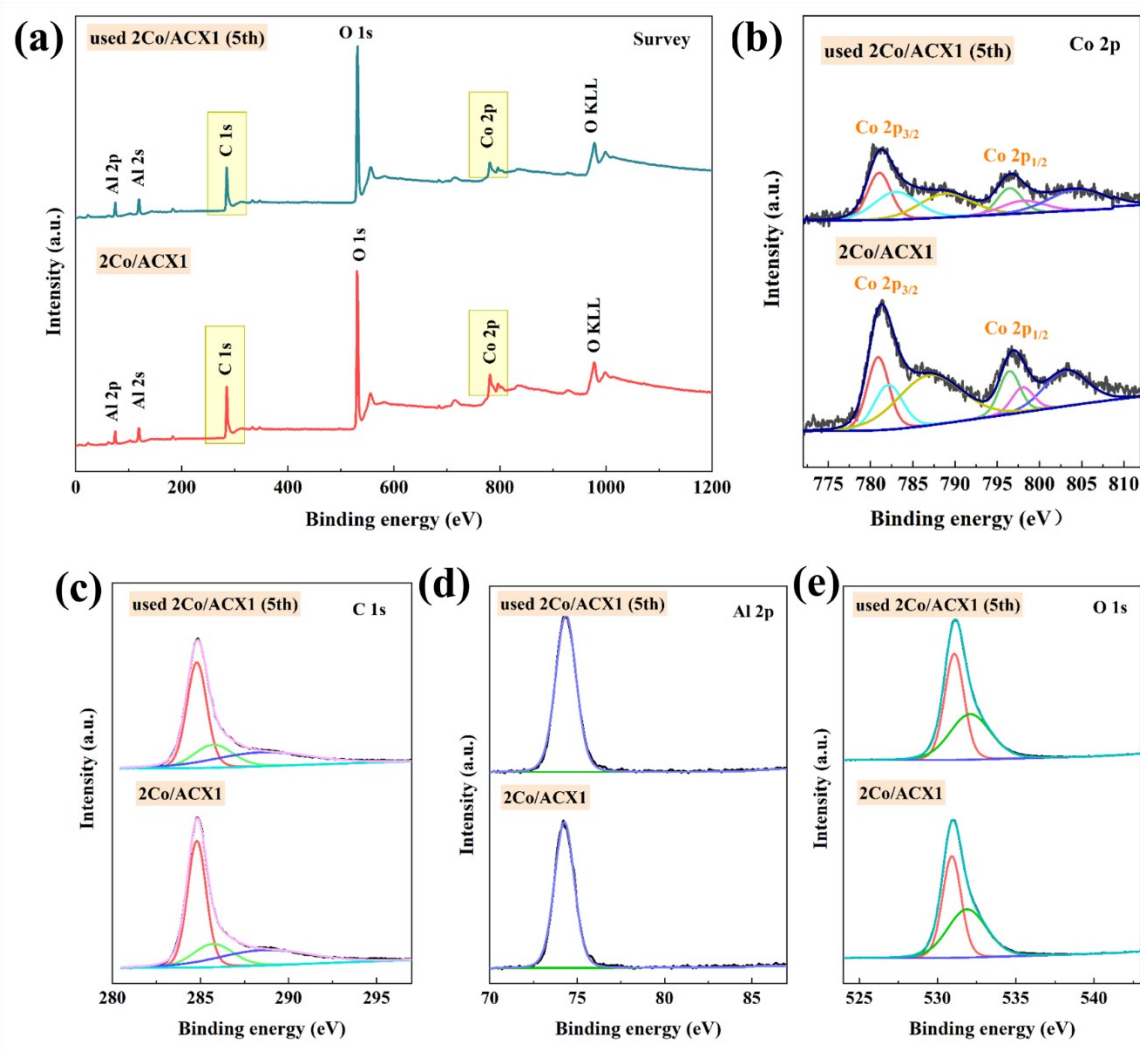 (a)
used 2Co/ACX1 (5th)
O 1s
Survey
Al 2p
Al 2s
C 1s
Co 2p
O KLL
2Co/ACX1
O 1s
Al 2p
Al 2s
C 1s
Co 2p
O KLL
Intensity (a.u.)
0 200 400 600 800 1000 1200
Binding energy (eV)
(b)
Co 2p
used 2Co/ACX1 (5th)
Co 2p3/2
Co 2p1/2
2Co/ACX1
Co 2p3/2
Co 2p1/2
Intensity (a.u.)
775 780 785 790 795 800 805 810
Binding energy (eV）
(c)
used 2Co/ACX1 (5th)
C 1s
2Co/ACX1
Intensity (a.u.)
280 285 290 295
Binding energy (eV)
(d)
used 2Co/ACX1 (5th)
Al 2p
2Co/ACX1
Intensity (a.u.)
70 75 80 85
Binding energy (eV)
(e)
used 2Co/ACX1 (5th)
O 1s
2Co/ACX1
Intensity (a.u.)
525 530 535 540
Binding energy (eV)